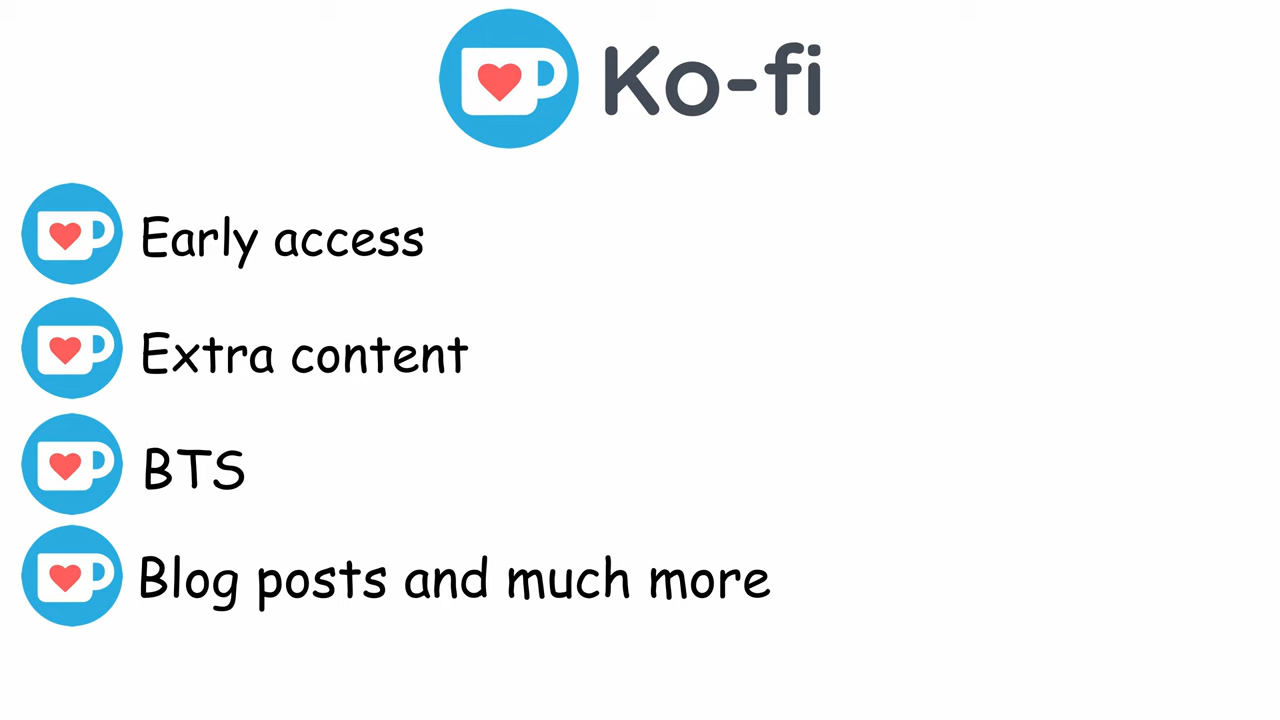 Ko-fi
Early access
Extra content
BTS
Blog posts and much more